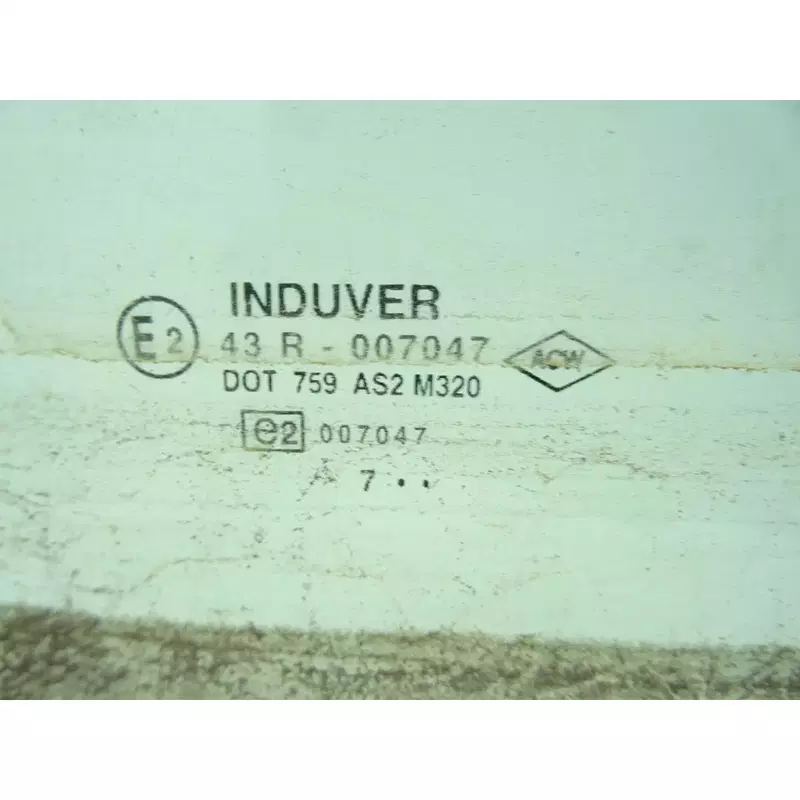 INDUVER
E2 43 R - 007047 ACW
DOT 759 AS2 M320
e2 007047
7 ..